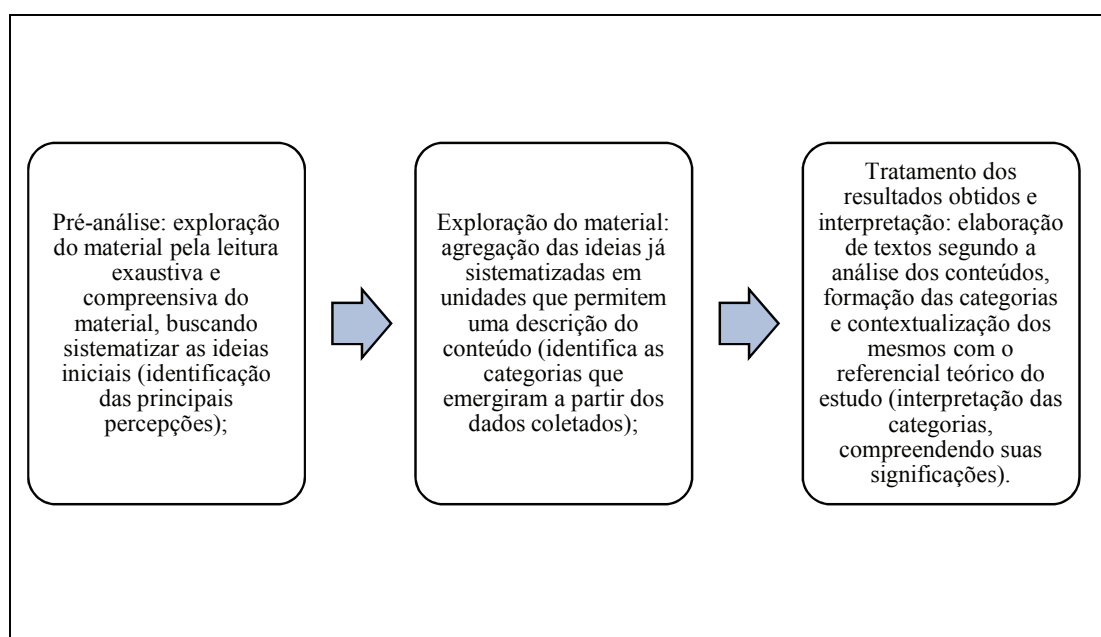 Pré-análise: exploração
do material pela leitura
exaustiva e
compreensiva do
material, buscando
sistematizar as ideias
iniciais (identificação
das principais
percepções);
Exploração do material:
agregação das ideias já
sistematizadas em
unidades que permitem
uma descrição do
conteúdo (identifica as
categorias que
emergiram a partir dos
dados coletados);
Tratamento dos
resultados obtidos e
interpretação: elaboração
de textos segundo a
análise dos conteúdos,
formação das categorias
e contextualização dos
mesmos com o
referencial teórico do
estudo (interpretação das
categorias,
compreendendo suas
significações).